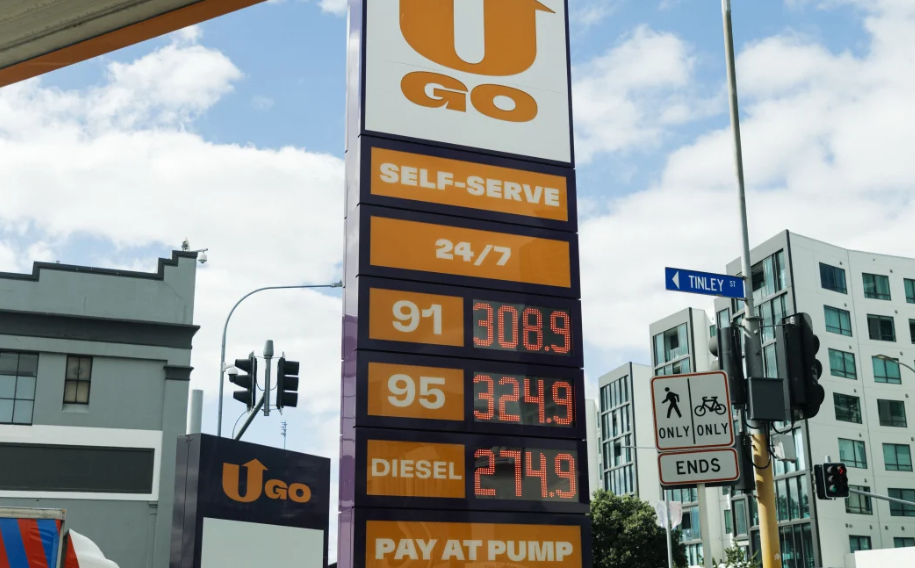 U
GO
SELF-SERVE
24/7
91 308.9
95 324.9
DIESEL 274.9
PAY AT PUMP
UGO
TINLEY ST
ONLY ONLY
ENDS